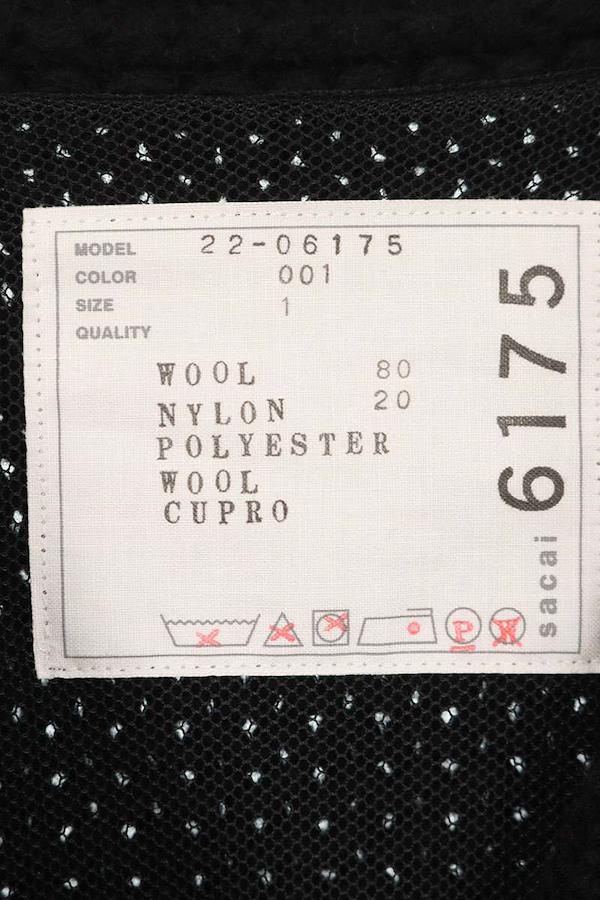 MODEL 22-06175
COLOR 001
SIZE 1
QUALITY
WOOL 80
NYLON 20
POLYESTER
WOOL
CUPRO
P W
sacai 6175